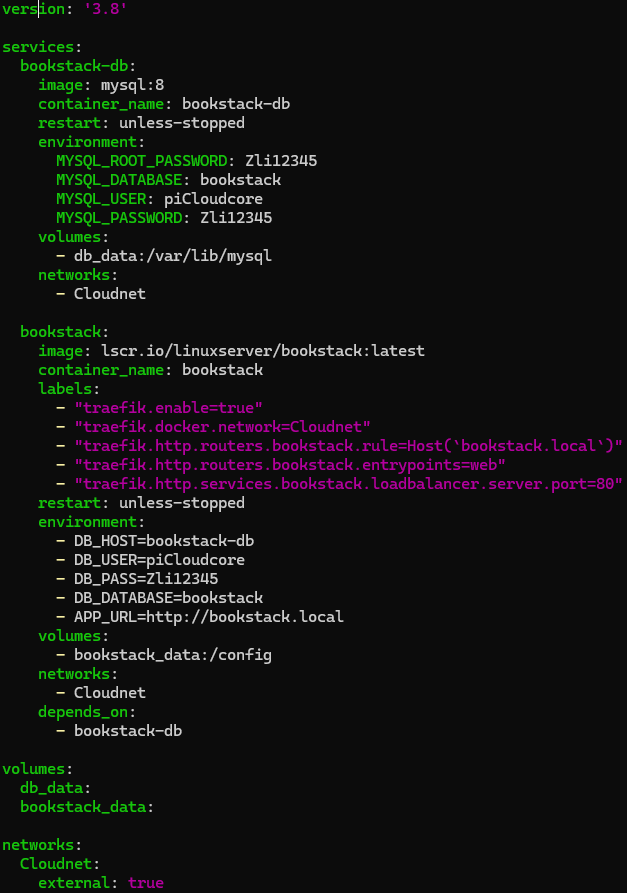 version: '3.8'

services:
  bookstack-db:
    image: mysql:8
    container_name: bookstack-db
    restart: unless-stopped
    environment:
      MYSQL_ROOT_PASSWORD: Zli12345
      MYSQL_DATABASE: bookstack
      MYSQL_USER: piCloudcore
      MYSQL_PASSWORD: Zli12345
    volumes:
      - db_data:/var/lib/mysql
    networks:
      - Cloudnet

  bookstack:
    image: lscr.io/linuxserver/bookstack:latest
    container_name: bookstack
    labels:
      - "traefik.enable=true"
      - "traefik.docker.network=Cloudnet"
      - "traefik.http.routers.bookstack.rule=Host(`bookstack.local`)"
      - "traefik.http.routers.bookstack.entrypoints=web"
      - "traefik.http.services.bookstack.loadbalancer.server.port=80"
    restart: unless-stopped
    environment:
      - DB_HOST=bookstack-db
      - DB_USER=piCloudcore
      - DB_PASS=Zli12345
      - DB_DATABASE=bookstack
      - APP_URL=http://bookstack.local
    volumes:
      - bookstack_data:/config
    networks:
      - Cloudnet
    depends_on:
      - bookstack-db

volumes:
  db_data:
  bookstack_data:

networks:
  Cloudnet:
    external: true